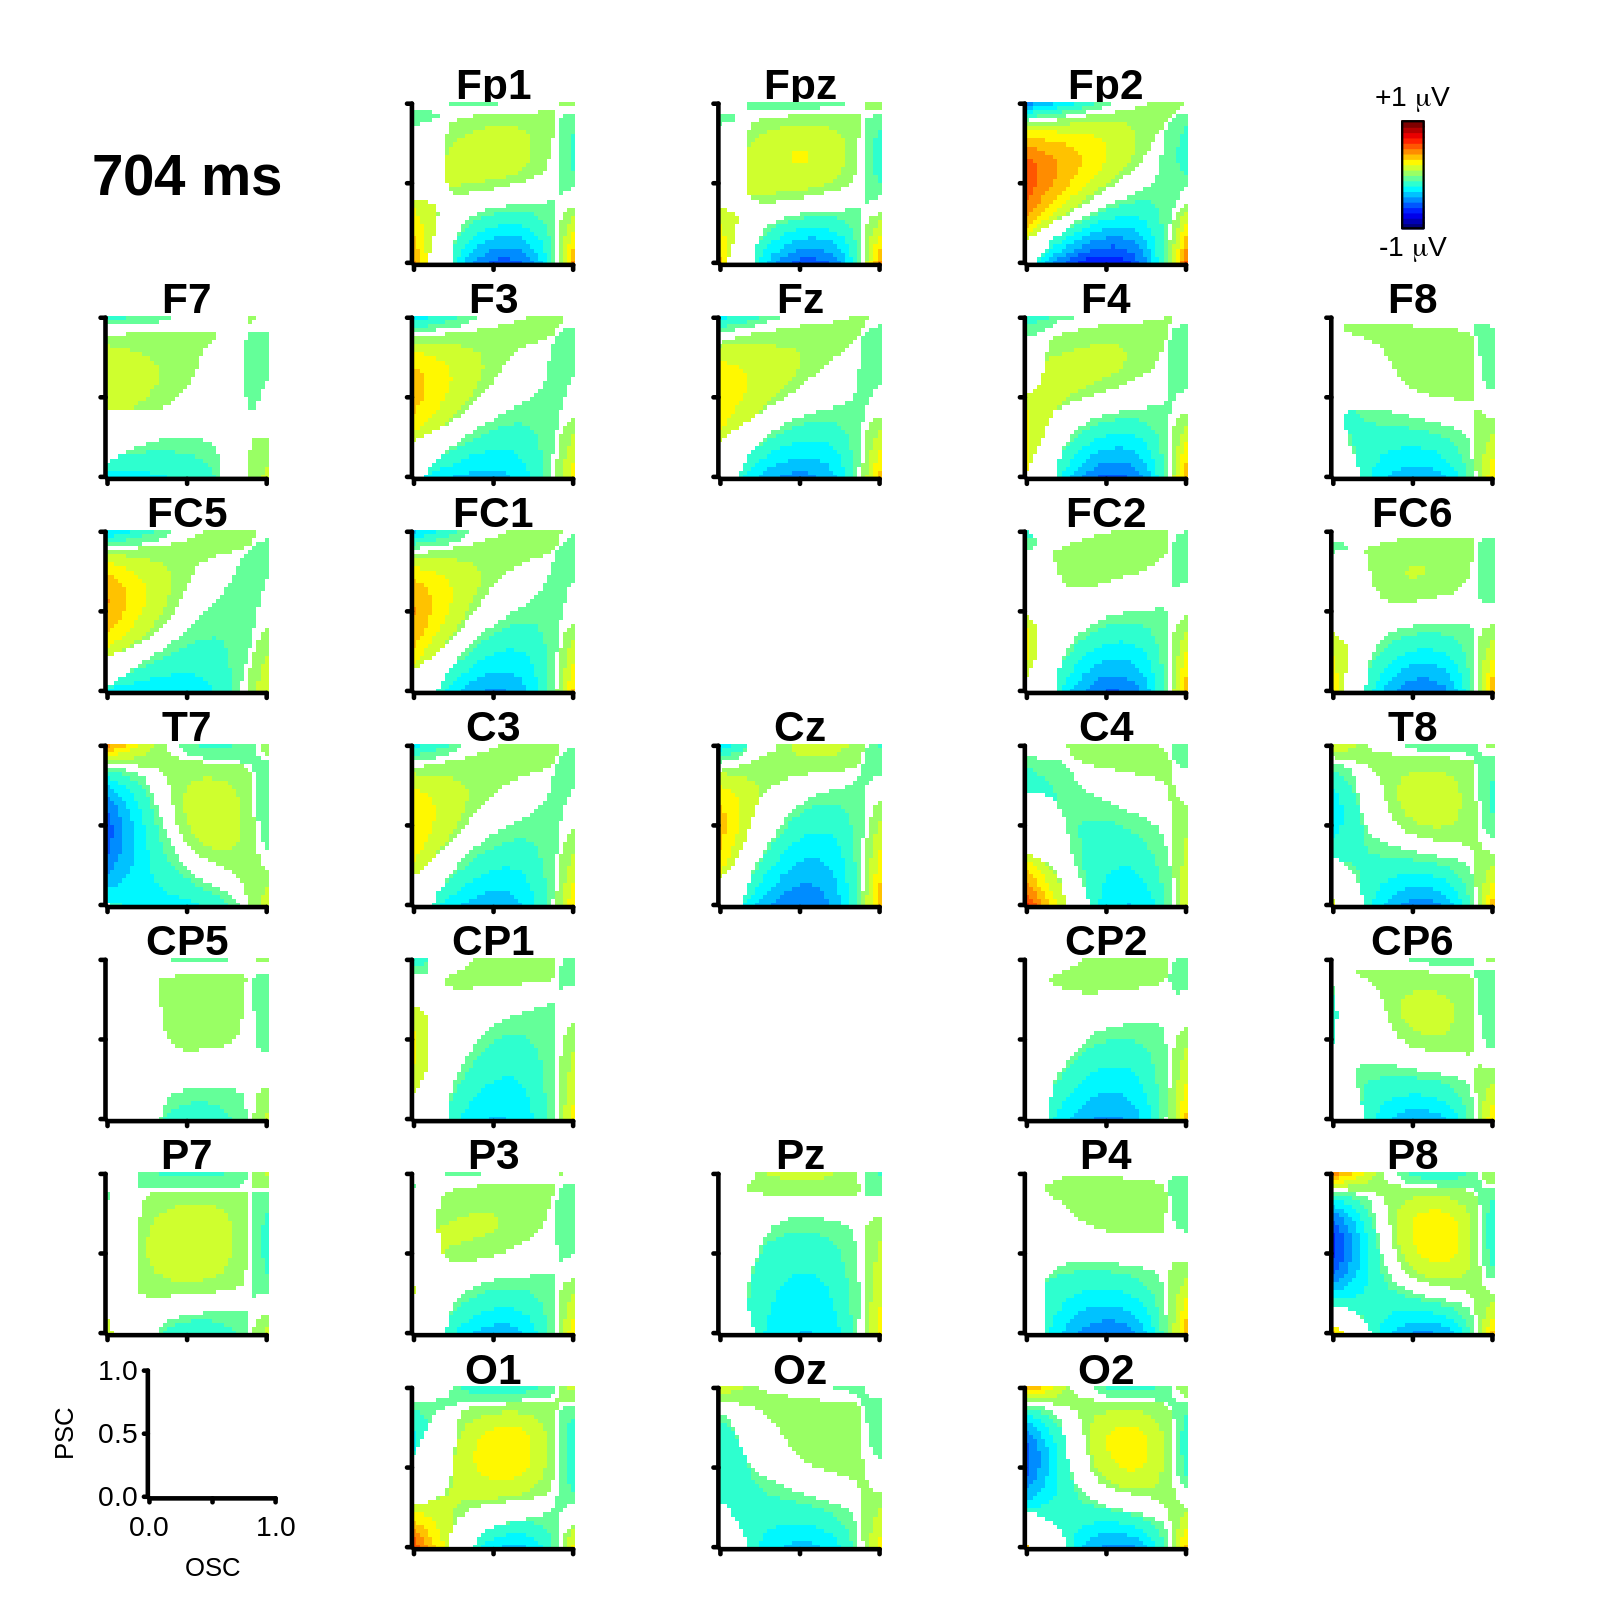 Fp1 Fpz Fp2
+1 μV
704 ms
-1 μV
F7 F3 Fz F4 F8
FC5 FC1 FC2 FC6
T7 C3 Cz C4 T8
CP5 CP1 CP2 CP6
P7 P3 Pz P4 P8
O1 Oz O2
1.0
PSC
0.5
0.0
0.0 1.0
OSC